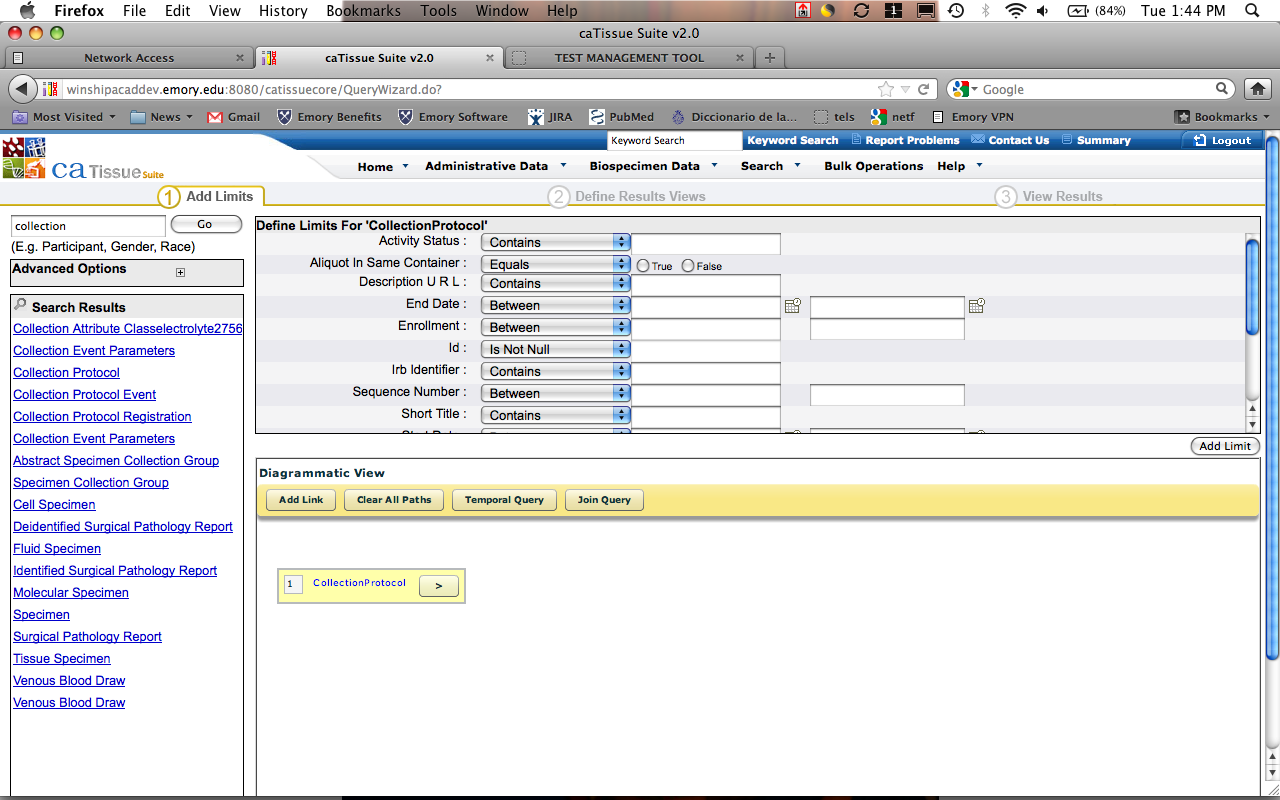 Firefox File Edit View History Bookmarks Tools Window Help 1 (84%) Tue 1:44 PM
caTissue Suite v2.0
Network Access × caTissue Suite v2.0 × TEST MANAGEMENT TOOL × +
winshipacaddev.emory.edu:8080/catissuecore/QueryWizard.do? Google
Most Visited News Gmail Emory Benefits Emory Software JIRA PubMed Diccionario de la... tels netf Emory VPN Bookmarks
Keyword Search Keyword Search Report Problems Contact Us Summary Logout
caTissue Suite
Home Administrative Data Biospecimen Data Search Bulk Operations Help
1 Add Limits 2 Define Results Views 3 View Results
collection Go
(E.g. Participant, Gender, Race)
Advanced Options
Search Results
Collection Attribute Classelectrolyte2756
Collection Event Parameters
Collection Protocol
Collection Protocol Event
Collection Protocol Registration
Collection Event Parameters
Abstract Specimen Collection Group
Specimen Collection Group
Cell Specimen
Deidentified Surgical Pathology Report
Fluid Specimen
Identified Surgical Pathology Report
Molecular Specimen
Specimen
Surgical Pathology Report
Tissue Specimen
Venous Blood Draw
Venous Blood Draw
Define Limits For 'CollectionProtocol'
Activity Status : Contains
Aliquot In Same Container : Equals True False
Description U R L : Contains
End Date : Between
Enrollment : Between
Id : Is Not Null
Irb Identifier : Contains
Sequence Number : Between
Short Title : Contains
Add Limit
Diagrammatic View
Add Link Clear All Paths Temporal Query Join Query
1 CollectionProtocol >